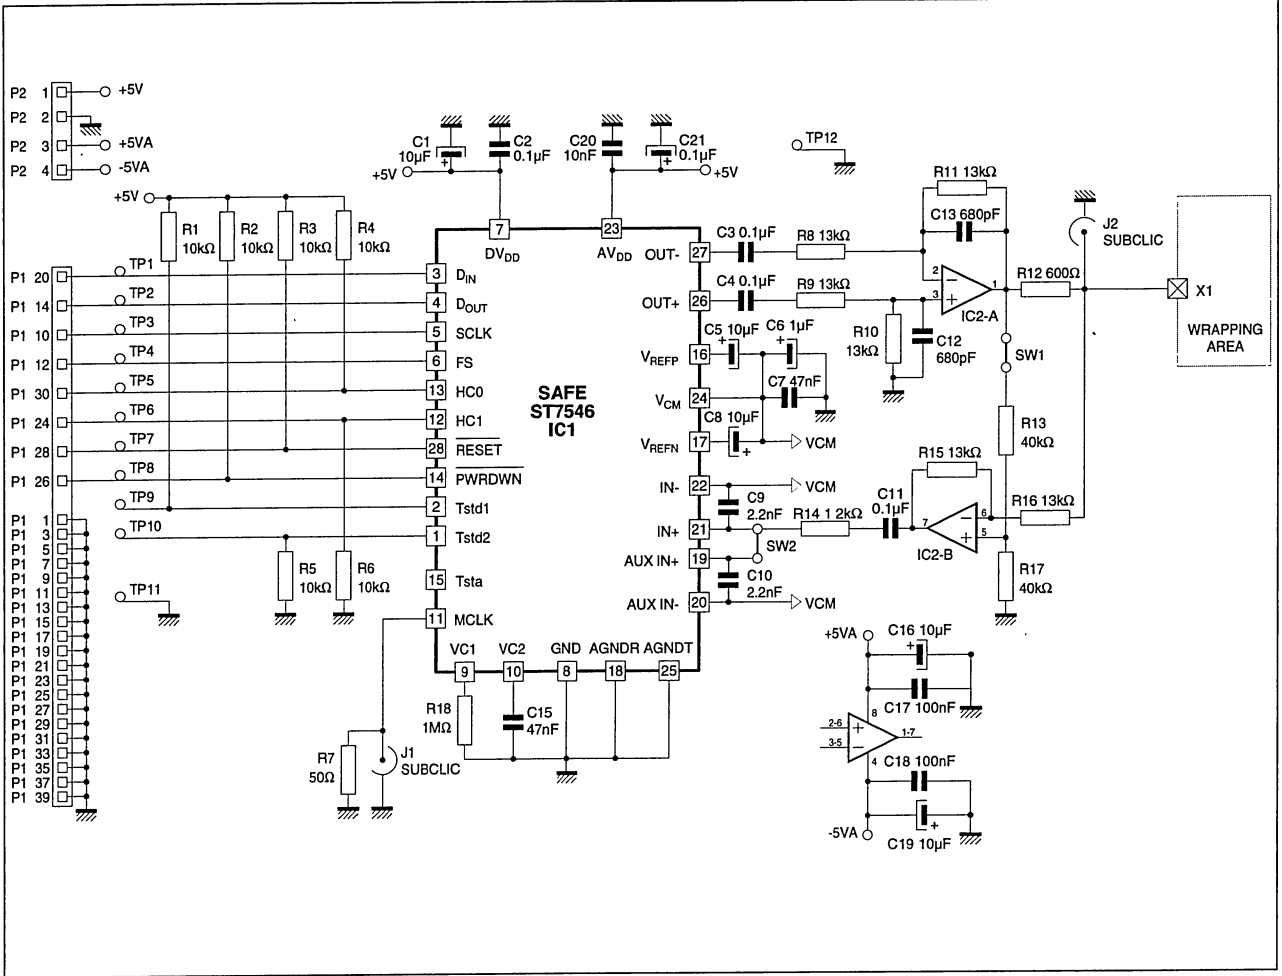 P2 1 +5V
P2 2
P2 3 +5VA
P2 4 -5VA
C1
10µF
C2
0.1µF
+5V
C20
10nF
C21
0.1µF
+5V
TP12
+5V
R1
10kΩ
R2
10kΩ
R3
10kΩ
R4
10kΩ
P1 20 TP1
P1 14 TP2
P1 10 TP3
P1 12 TP4
P1 30 TP5
P1 24 TP6
P1 28 TP7
P1 26 TP8
TP9
TP10
TP11
R5
10kΩ
R6
10kΩ
P1 1
P1 3
P1 5
P1 7
P1 9
P1 11
P1 13
P1 15
P1 17
P1 19
P1 21
P1 23
P1 25
P1 27
P1 29
P1 31
P1 33
P1 35
P1 37
P1 39
7
DVDD
23
AVDD
3 DIN
4 DOUT
5 SCLK
6 FS
13 HC0
12 HC1
28 RESET
14 PWRDWN
2 Tstd1
1 Tstd2
15 Tsta
11 MCLK
SAFE
ST7546
IC1
OUT- 27
OUT+ 26
VREFP 16
VCM 24
VREFN 17
IN- 22
IN+ 21
AUX IN+ 19
AUX IN- 20
VC1 VC2 GND AGNDR AGNDT
9 10 8 18 25
R18
1MΩ
C15
47nF
R7
50Ω
J1
SUBCLIC
C3 0.1µF
R8 13kΩ
C4 0.1µF
R9 13kΩ
R11 13kΩ
C13 680pF
2
3
1
IC2-A
R10
13kΩ
C12
680pF
C5 10µF
C6 1µF
C7 47nF
C8 10µF
VCM
VCM
C9
2.2nF
SW2
C10
2.2nF
VCM
R14 1 2kΩ
C11
0.1µF
R15 13kΩ
7
6
5
IC2-B
R16 13kΩ
R12 600Ω
SW1
R13
40kΩ
R17
40kΩ
J2
SUBCLIC
X1
WRAPPING
AREA
+5VA
C16 10µF
C17 100nF
8
2-6
3-5
1-7
4
C18 100nF
-5VA
C19 10µF